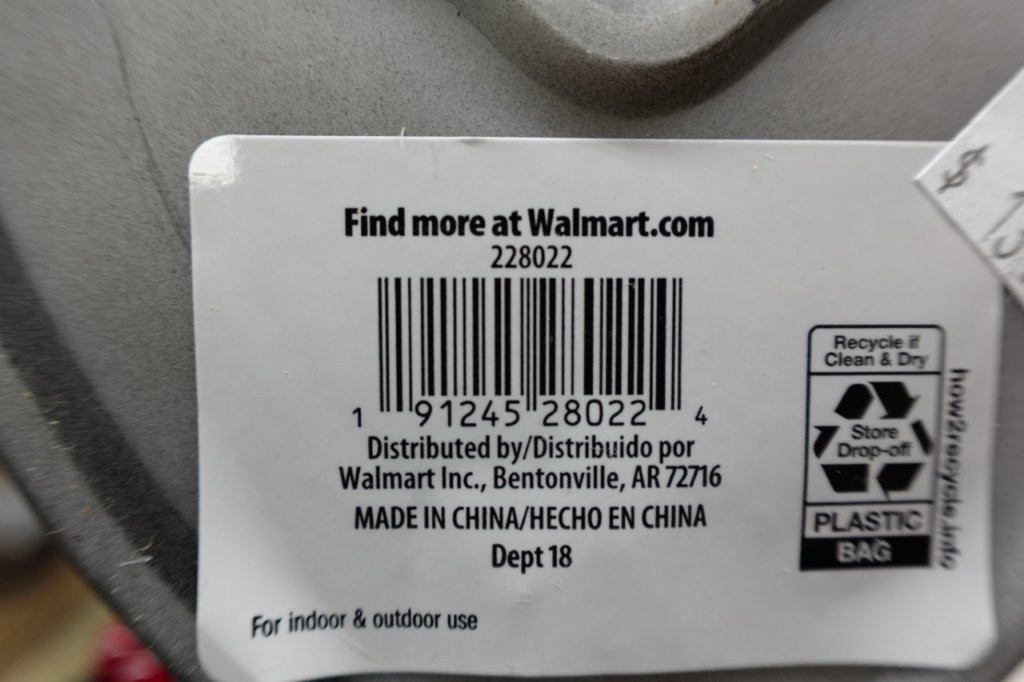 Find more at Walmart.com
228022
1 91245 28022 4
Distributed by/Distribuido por
Walmart Inc., Bentonville, AR 72716
MADE IN CHINA/HECHO EN CHINA
Dept 18
For indoor & outdoor use
Recycle if
Clean & Dry
Store
Drop-off
PLASTIC
BAG
how2recycle.info
$